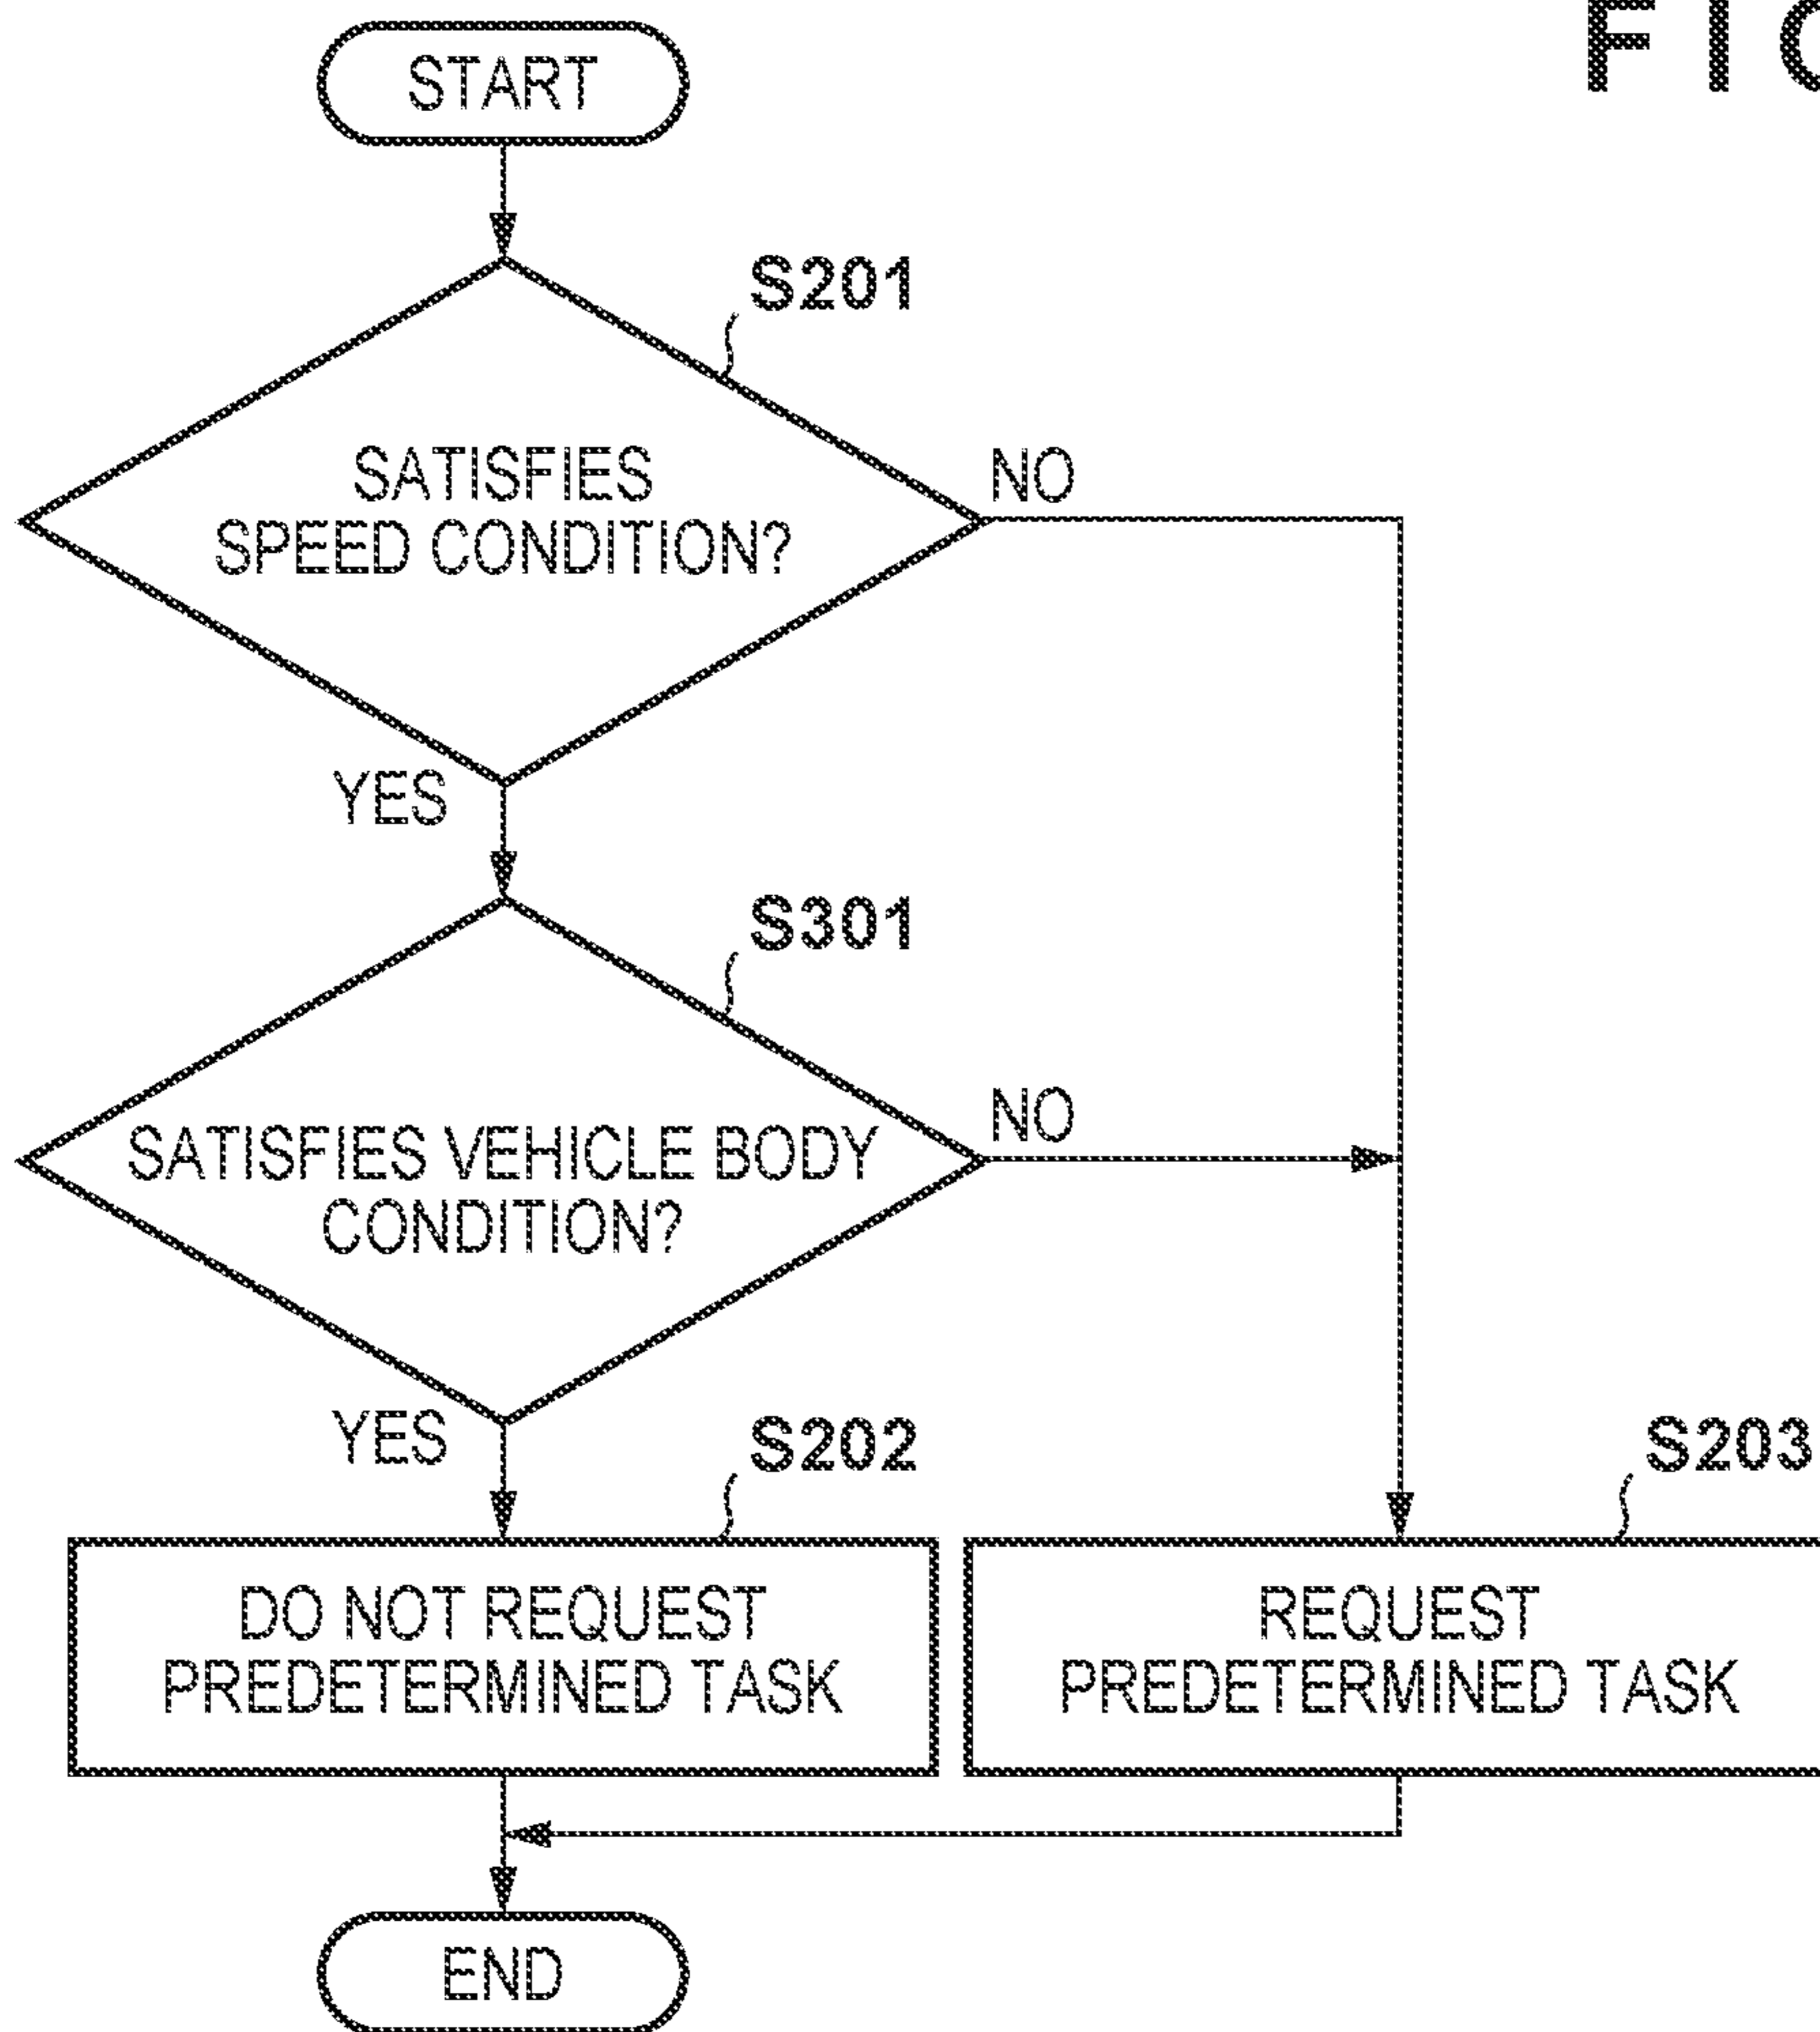 FIG
START
S201
SATISFIES
SPEED CONDITION?
NO
YES
S301
SATISFIES VEHICLE BODY
CONDITION?
NO
YES
S202
S203
DO NOT REQUEST
PREDETERMINED TASK
REQUEST
PREDETERMINED TASK
END